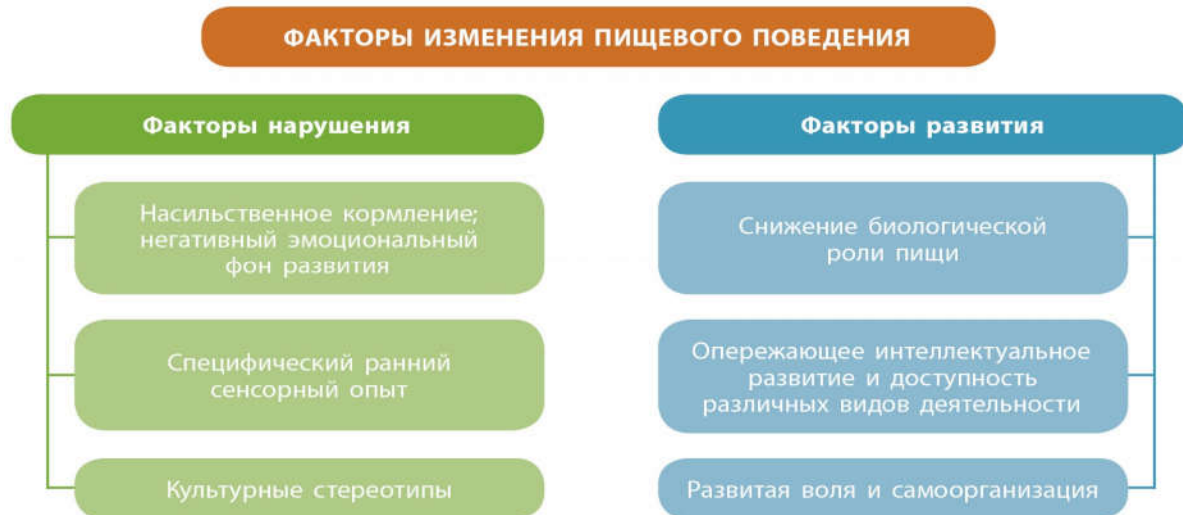 ФАКТОРЫ ИЗМЕНЕНИЯ ПИЩЕВОГО ПОВЕДЕНИЯ
Факторы нарушения
Насильственное кормление;
негативный эмоциональный
фон развития
Специфический ранний
сенсорный опыт
Культурные стереотипы
Факторы развития
Снижение биологической
роли пищи
Опережающее интеллектуальное
развитие и доступность
различных видов деятельности
Развитая воля и самоорганизация